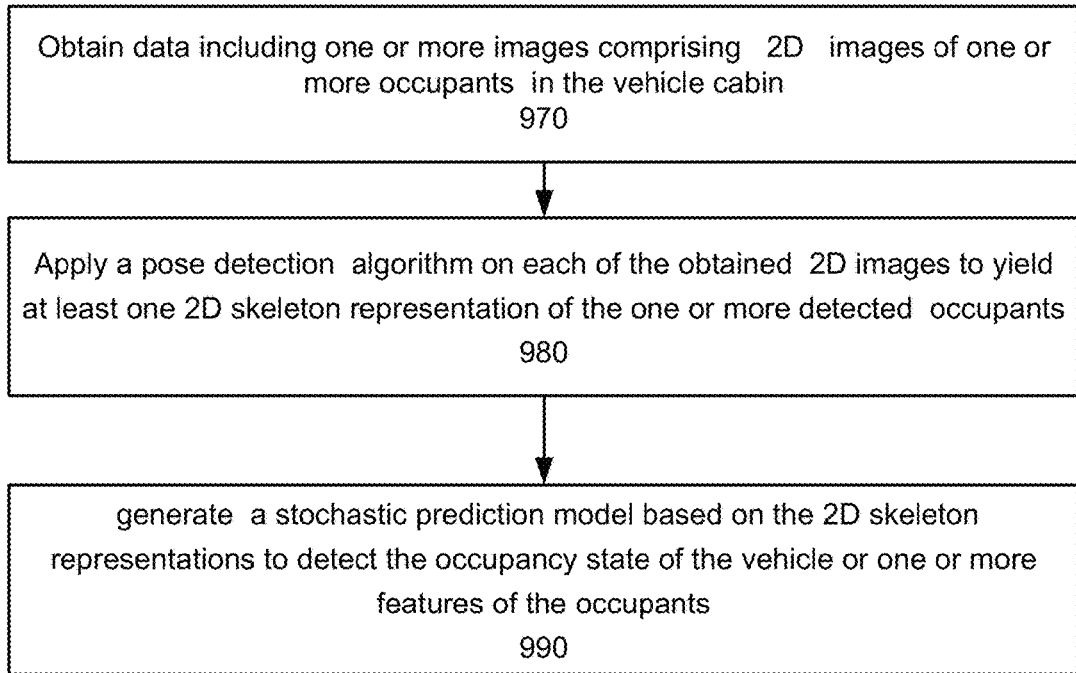 Obtain data including one or more images comprising 2D images of one or
more occupants in the vehicle cabin
970
Apply a pose detection algorithm on each of the obtained 2D images to yield
at least one 2D skeleton representation of the one or more detected occupants
980
generate a stochastic prediction model based on the 2D skeleton
representations to detect the occupancy state of the vehicle or one or more
features of the occupants
990